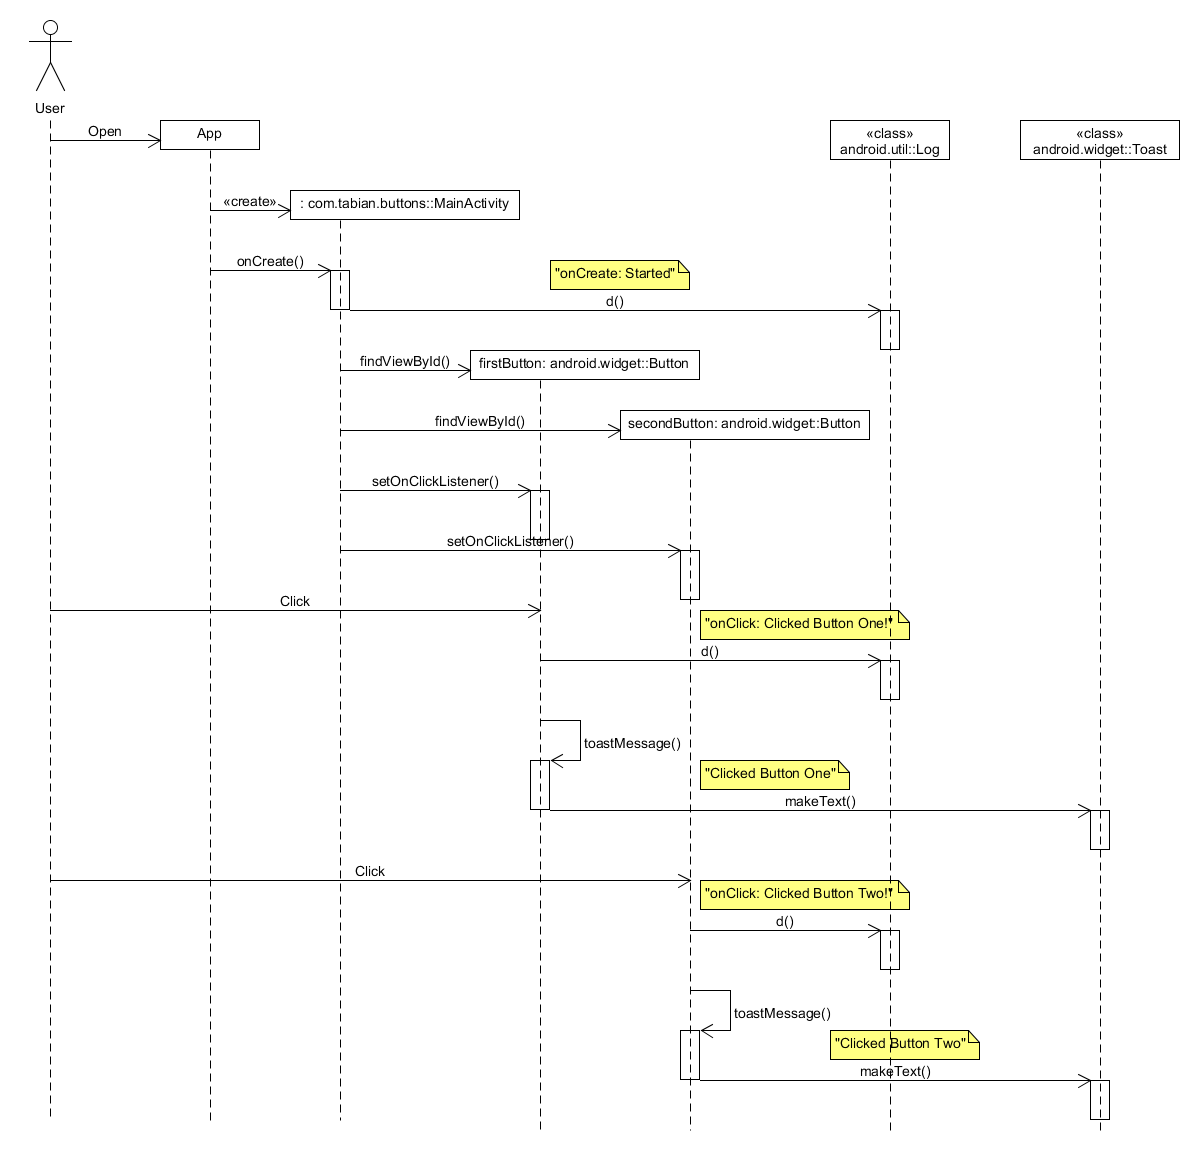 User
Open
App
«class»
android.util::Log
«class»
android.widget::Toast
«create»
: com.tabian.buttons::MainActivity
onCreate()
"onCreate: Started"
d()
findViewById()
firstButton: android.widget::Button
findViewById()
secondButton: android.widget::Button
setOnClickListener()
setOnClickListener()
Click
"onClick: Clicked Button One!"
d()
toastMessage()
"Clicked Button One"
makeText()
Click
"onClick: Clicked Button Two!"
d()
toastMessage()
"Clicked Button Two"
makeText()